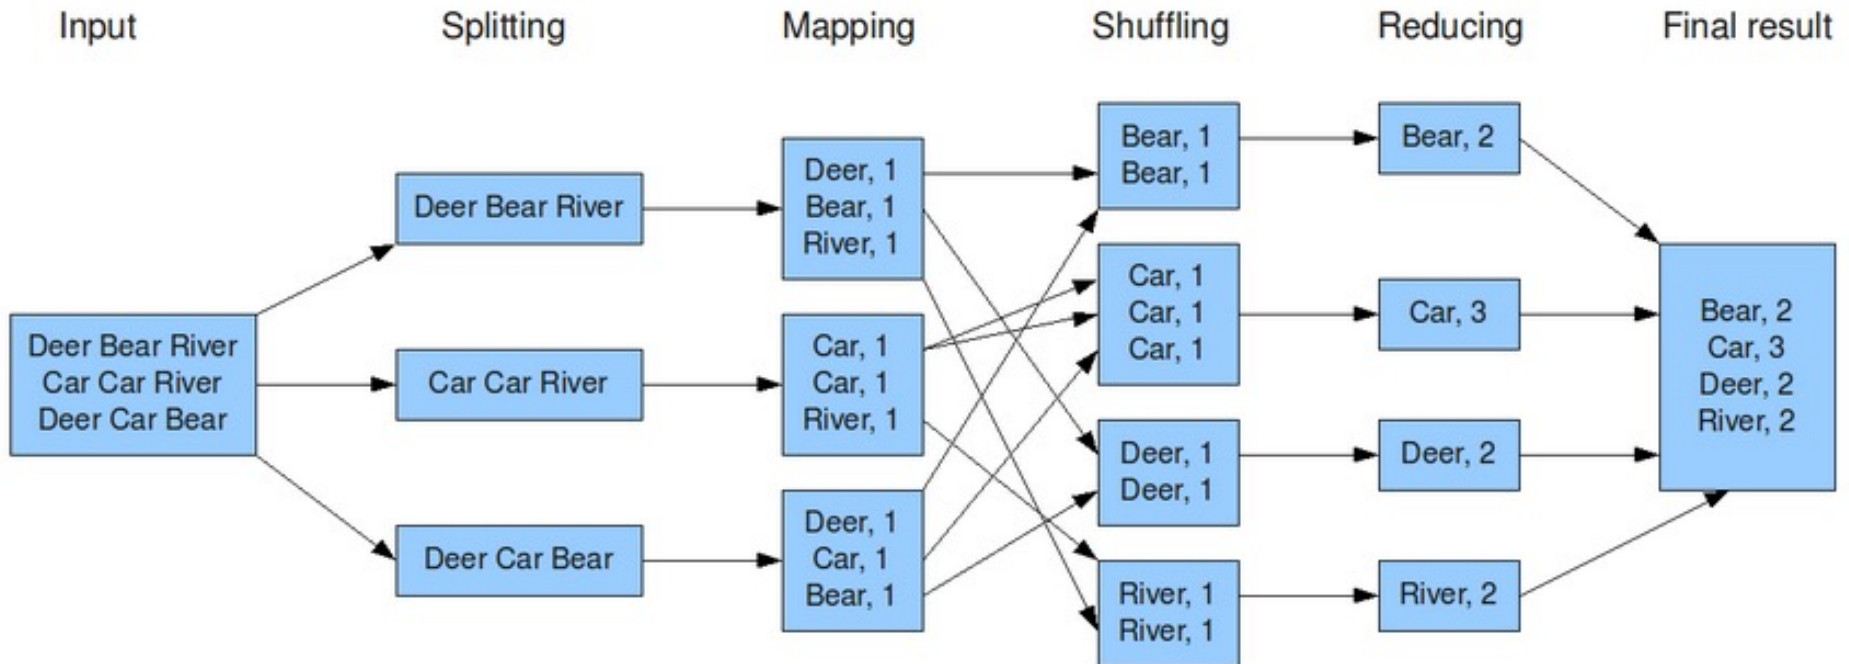 Input
Splitting
Mapping
Shuffling
Reducing
Final result
Deer Bear River
Car Car River
Deer Car Bear
Deer Bear River
Car Car River
Deer Car Bear
Deer, 1
Bear, 1
River, 1
Car, 1
Car, 1
River, 1
Deer, 1
Car, 1
Bear, 1
Bear, 1
Bear, 1
Car, 1
Car, 1
Car, 1
Deer, 1
Deer, 1
River, 1
River, 1
Bear, 2
Car, 3
Deer, 2
River, 2
Bear, 2
Car, 3
Deer, 2
River, 2